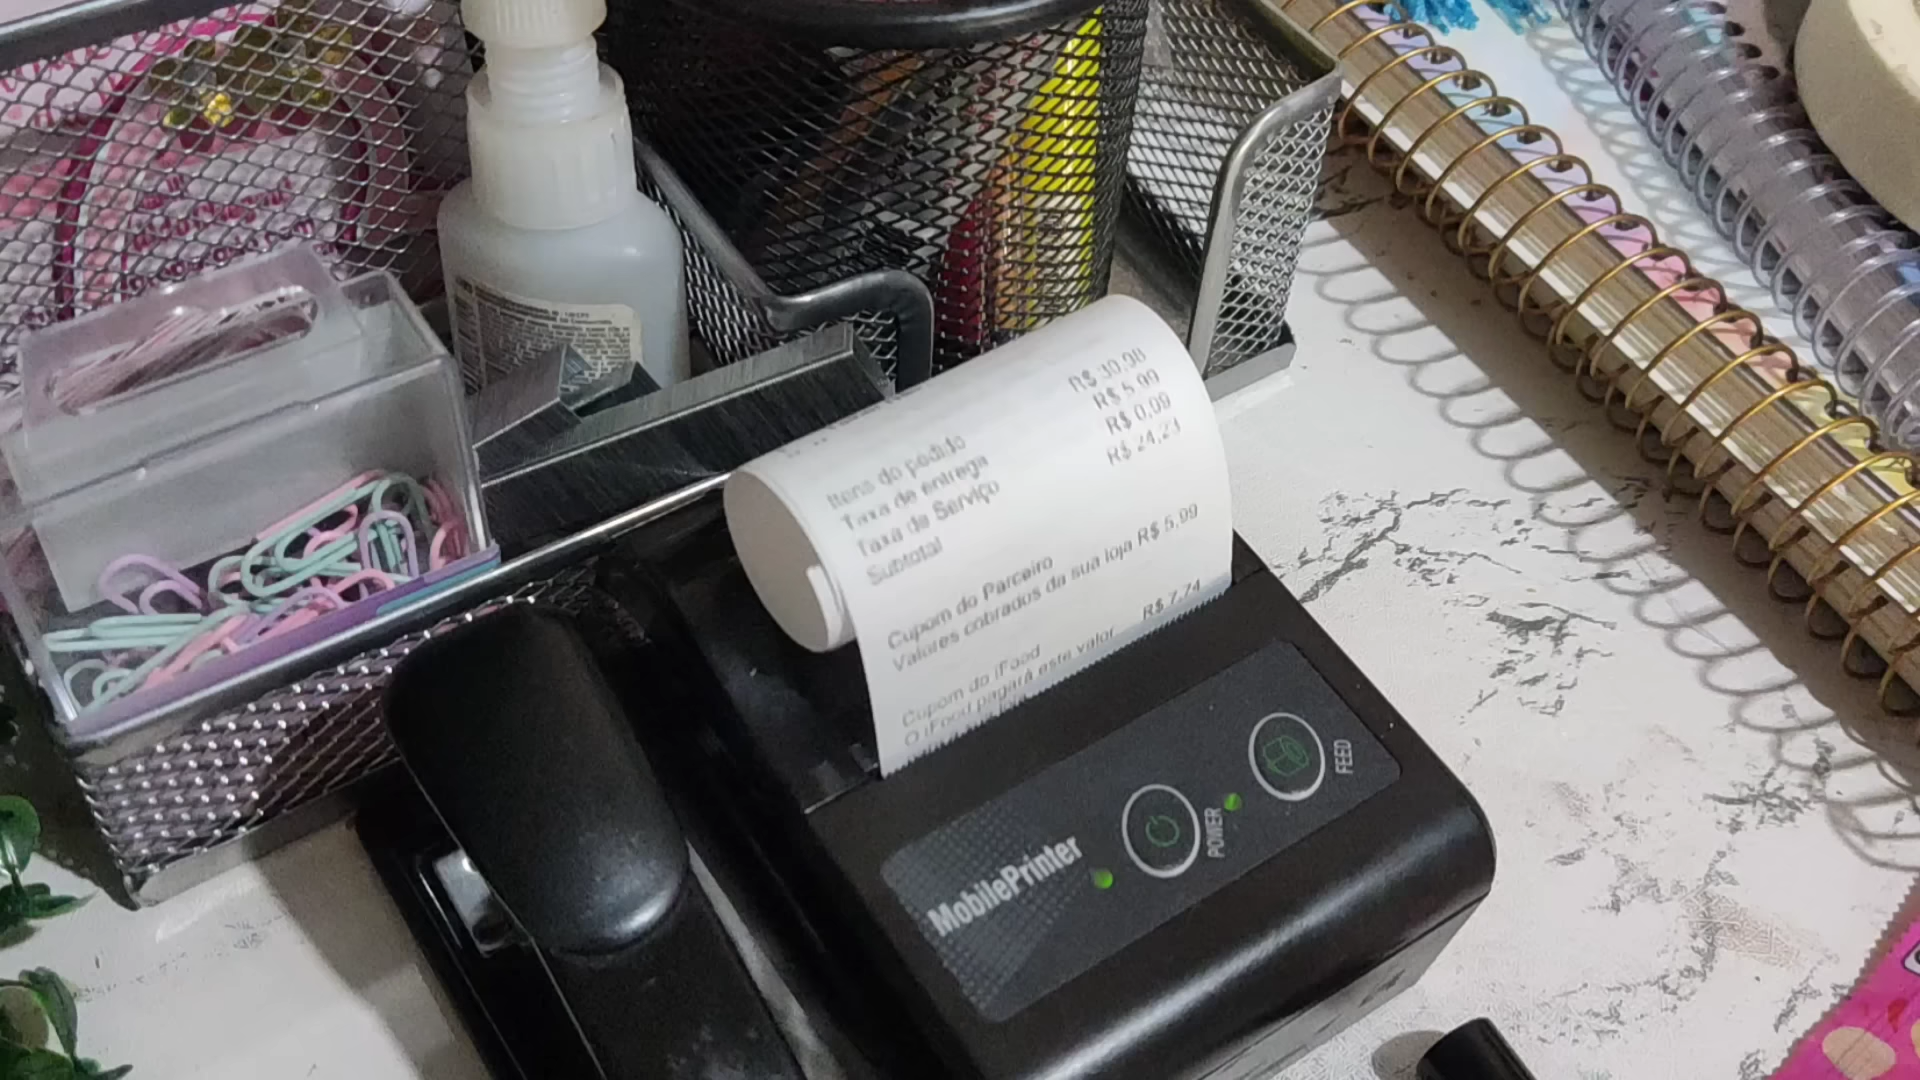 Itens do pedido R$ 30,98
Taxa de entrega R$ 5,99
Taxa de Serviço R$ 0,99
Subtotal R$ 24,23
Cupom do Parceiro
Valores cobrados da sua loja R$ 5,99
Cupom do iFood R$ 7,74
O iFood pagará este valor
MobilePrinter
POWER
FEED